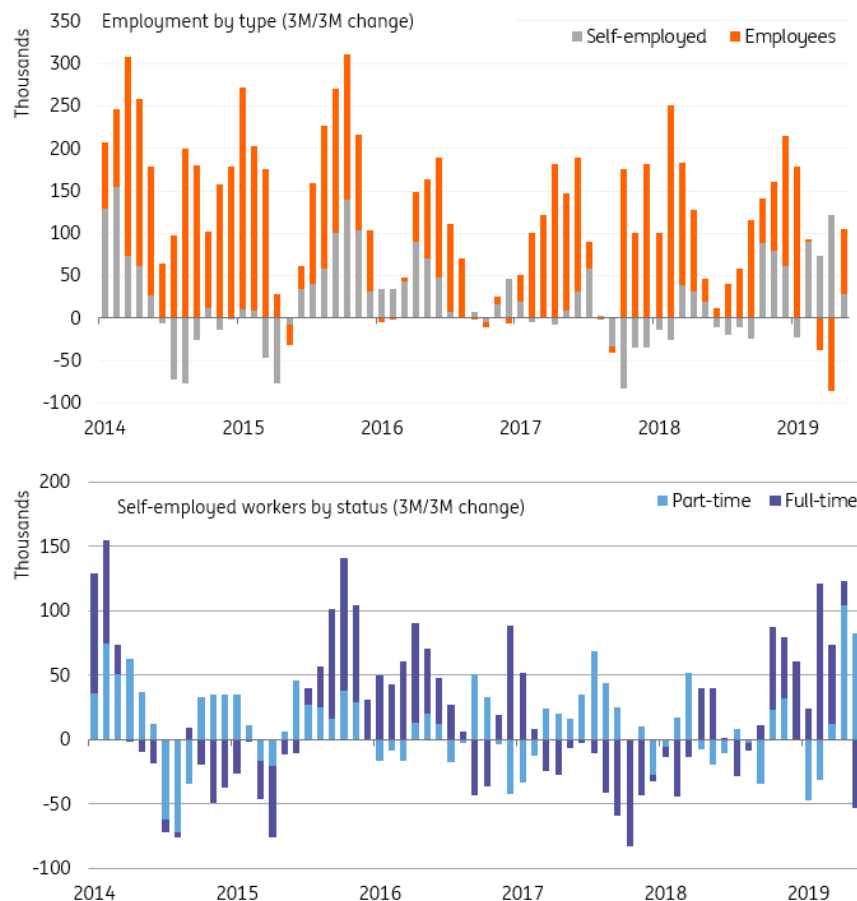 Employment by type (3M/3M change)
Self-employed Employees
Thousands
350
300
250
200
150
100
50
0
-50
-100
2014 2015 2016 2017 2018 2019
Self-employed workers by status (3M/3M change)
Part-time Full-time
Thousands
200
150
100
50
0
-50
-100
2014 2015 2016 2017 2018 2019